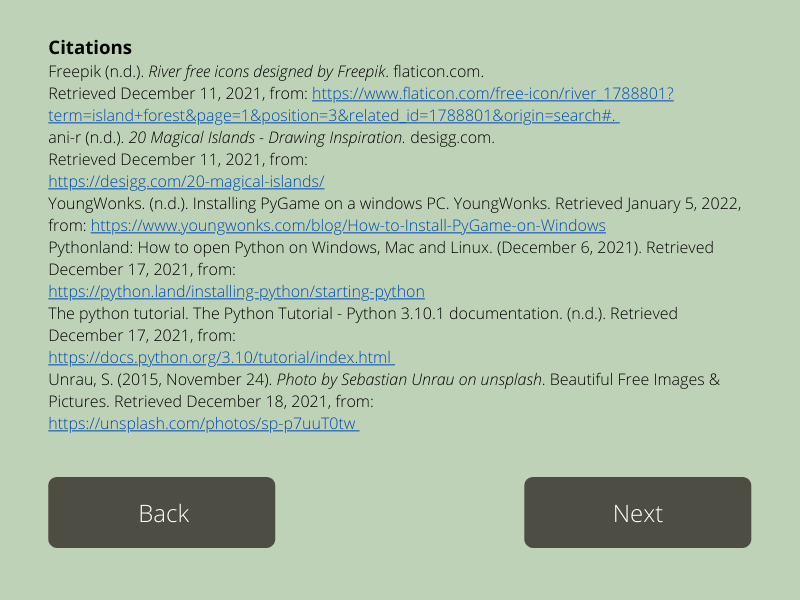 Citations
Freepik (n.d.). River free icons designed by Freepik. flaticon.com.
Retrieved December 11, 2021, from: https://www.flaticon.com/free-icon/river_1788801?
term=island+forest&page=1&position=3&related_id=1788801&origin=search#.
ani-r (n.d.). 20 Magical Islands - Drawing Inspiration. desigg.com.
Retrieved December 11, 2021, from:
https://desigg.com/20-magical-islands/
YoungWonks. (n.d.). Installing PyGame on a windows PC. YoungWonks. Retrieved January 5, 2022,
from: https://www.youngwonks.com/blog/How-to-Install-PyGame-on-Windows
Pythonland: How to open Python on Windows, Mac and Linux. (December 6, 2021). Retrieved
December 17, 2021, from:
https://python.land/installing-python/starting-python
The python tutorial. The Python Tutorial - Python 3.10.1 documentation. (n.d.). Retrieved
December 17, 2021, from:
https://docs.python.org/3.10/tutorial/index.html
Unrau, S. (2015, November 24). Photo by Sebastian Unrau on unsplash. Beautiful Free Images &
Pictures. Retrieved December 18, 2021, from:
https://unsplash.com/photos/sp-p7uuT0tw
Back
Next